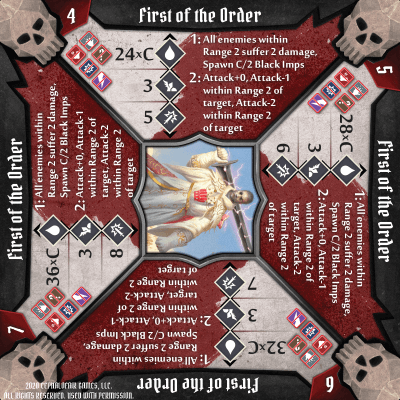 4
First of the Order
24xC
3
5
1: All enemies within
Range 2 suffer 2 damage,
Spawn C/2 Black Imps
2: Attack+0, Attack-1
within Range 2 of
target, Attack-2
within Range 2
of target
5
First of the Order
28xC
3
6
1: All enemies within
Range 2 suffer 2 damage,
Spawn C/2 Black Imps
2: Attack+0, Attack-1
within Range 2 of
target, Attack-2
within Range 2
of target
6
First of the Order
32xC
3
7
1: All enemies within
Range 2 suffer 2 damage,
Spawn C/2 Black Imps
2: Attack+0, Attack-1
within Range 2 of
target, Attack-2
within Range 2
of target
7
First of the Order
36xC
3
8
1: All enemies within
Range 2 suffer 2 damage,
Spawn C/2 Black Imps
2: Attack+0, Attack-1
within Range 2 of
target, Attack-2
within Range 2
of target
2020 CEPHALOFAIR GAMES, LLC.
ALL RIGHTS RESERVED. USED WITH PERMISSION.